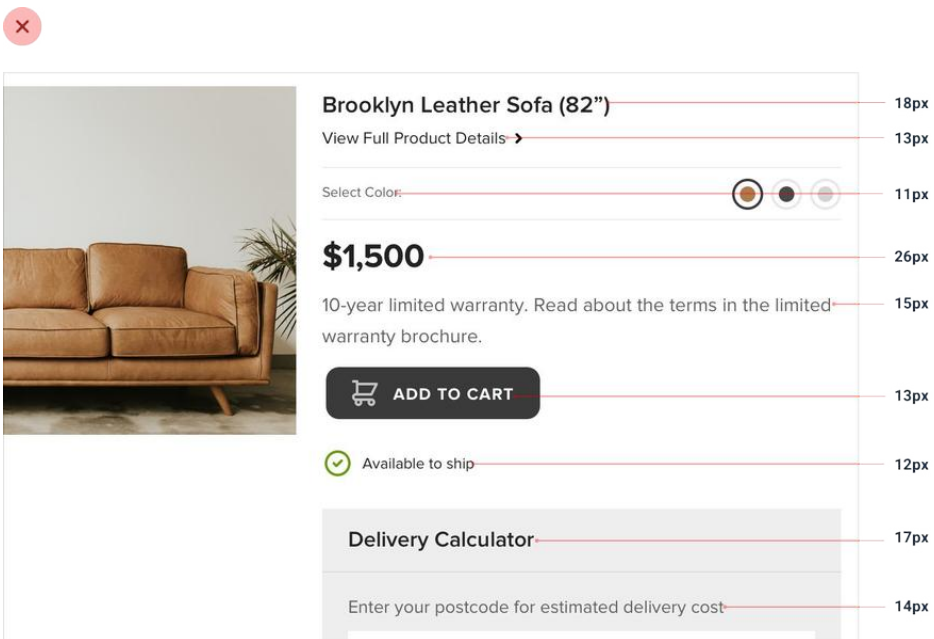 Brooklyn Leather Sofa (82”) 18px
View Full Product Details 13px
Select Color: 11px
$1,500 26px
10-year limited warranty. Read about the terms in the limited 15px
warranty brochure.
ADD TO CART 13px
Available to ship 12px
Delivery Calculator 17px
Enter your postcode for estimated delivery cost 14px